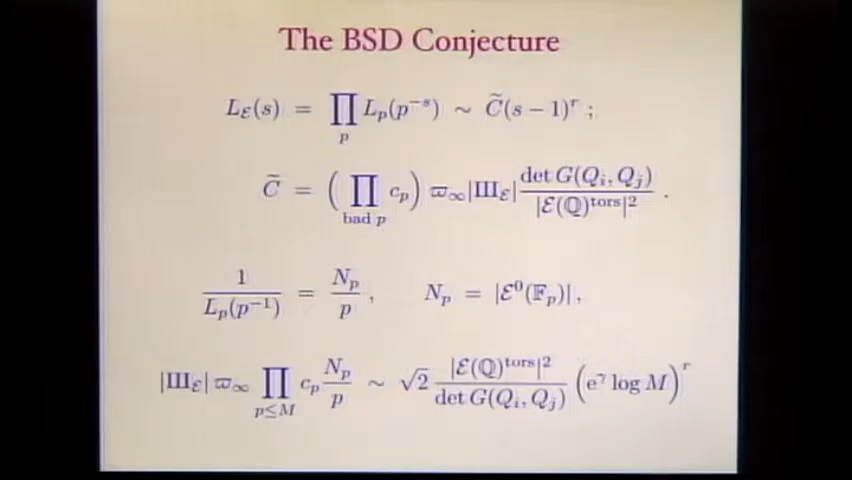 The BSD Conjecture
L_ℰ(s) = ∏_p L_p(p^{-s}) ~ C̃(s − 1)^r ;
C̃ = (∏_{bad p} c_p) ϖ_∞|Ш_ℰ| det G(Q_i, Q_j) / |ℰ(ℚ)^{tors}|^2 .
1 / L_p(p^{-1}) = N_p / p , N_p = |ℰ^0(𝔽_p)| ,
|Ш_ℰ| ϖ_∞ ∏_{p≤M} c_p N_p / p ~ √2 |ℰ(ℚ)^{tors}|^2 / det G(Q_i, Q_j) (e^γ log M)^r